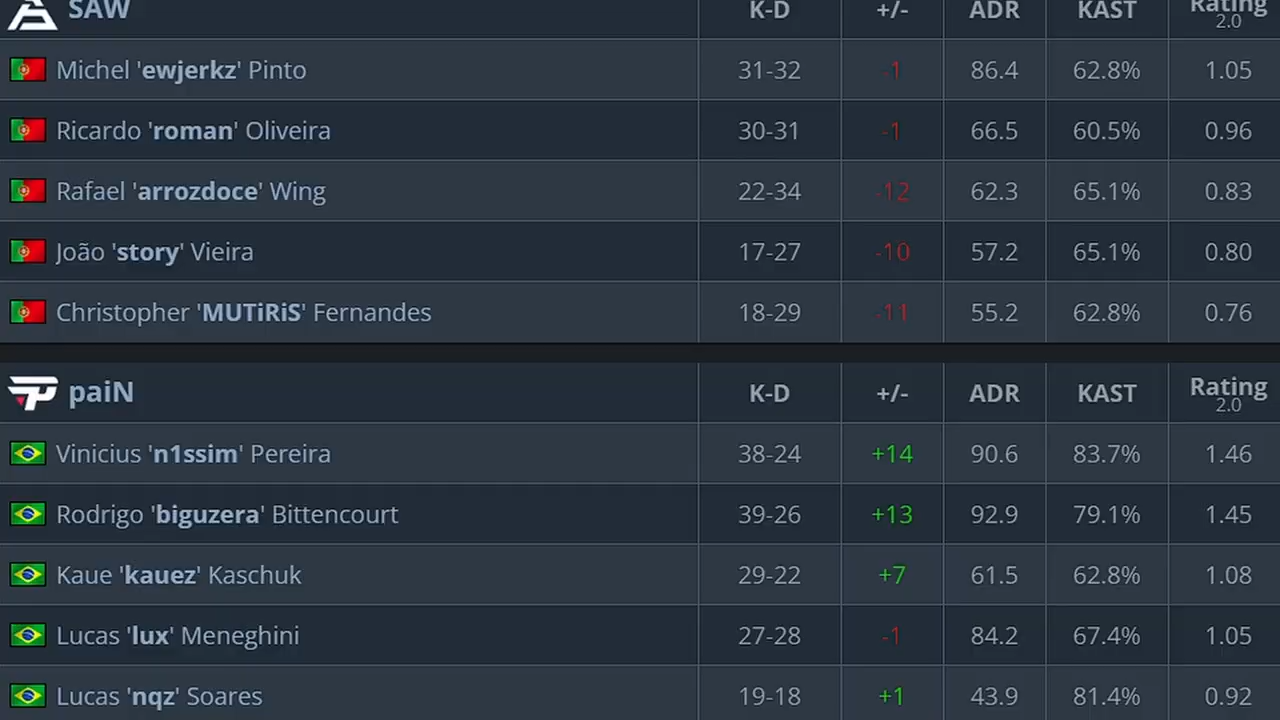 SAW K-D +/- ADR KAST Rating 2.0
Michel 'ewjerkz' Pinto 31-32 -1 86.4 62.8% 1.05
Ricardo 'roman' Oliveira 30-31 -1 66.5 60.5% 0.96
Rafael 'arrozdoce' Wing 22-34 -12 62.3 65.1% 0.83
João 'story' Vieira 17-27 -10 57.2 65.1% 0.80
Christopher 'MUTiRiS' Fernandes 18-29 -11 55.2 62.8% 0.76
paiN K-D +/- ADR KAST Rating 2.0
Vinicius 'n1ssim' Pereira 38-24 +14 90.6 83.7% 1.46
Rodrigo 'biguzera' Bittencourt 39-26 +13 92.9 79.1% 1.45
Kaue 'kauez' Kaschuk 29-22 +7 61.5 62.8% 1.08
Lucas 'lux' Meneghini 27-28 -1 84.2 67.4% 1.05
Lucas 'nqz' Soares 19-18 +1 43.9 81.4% 0.92